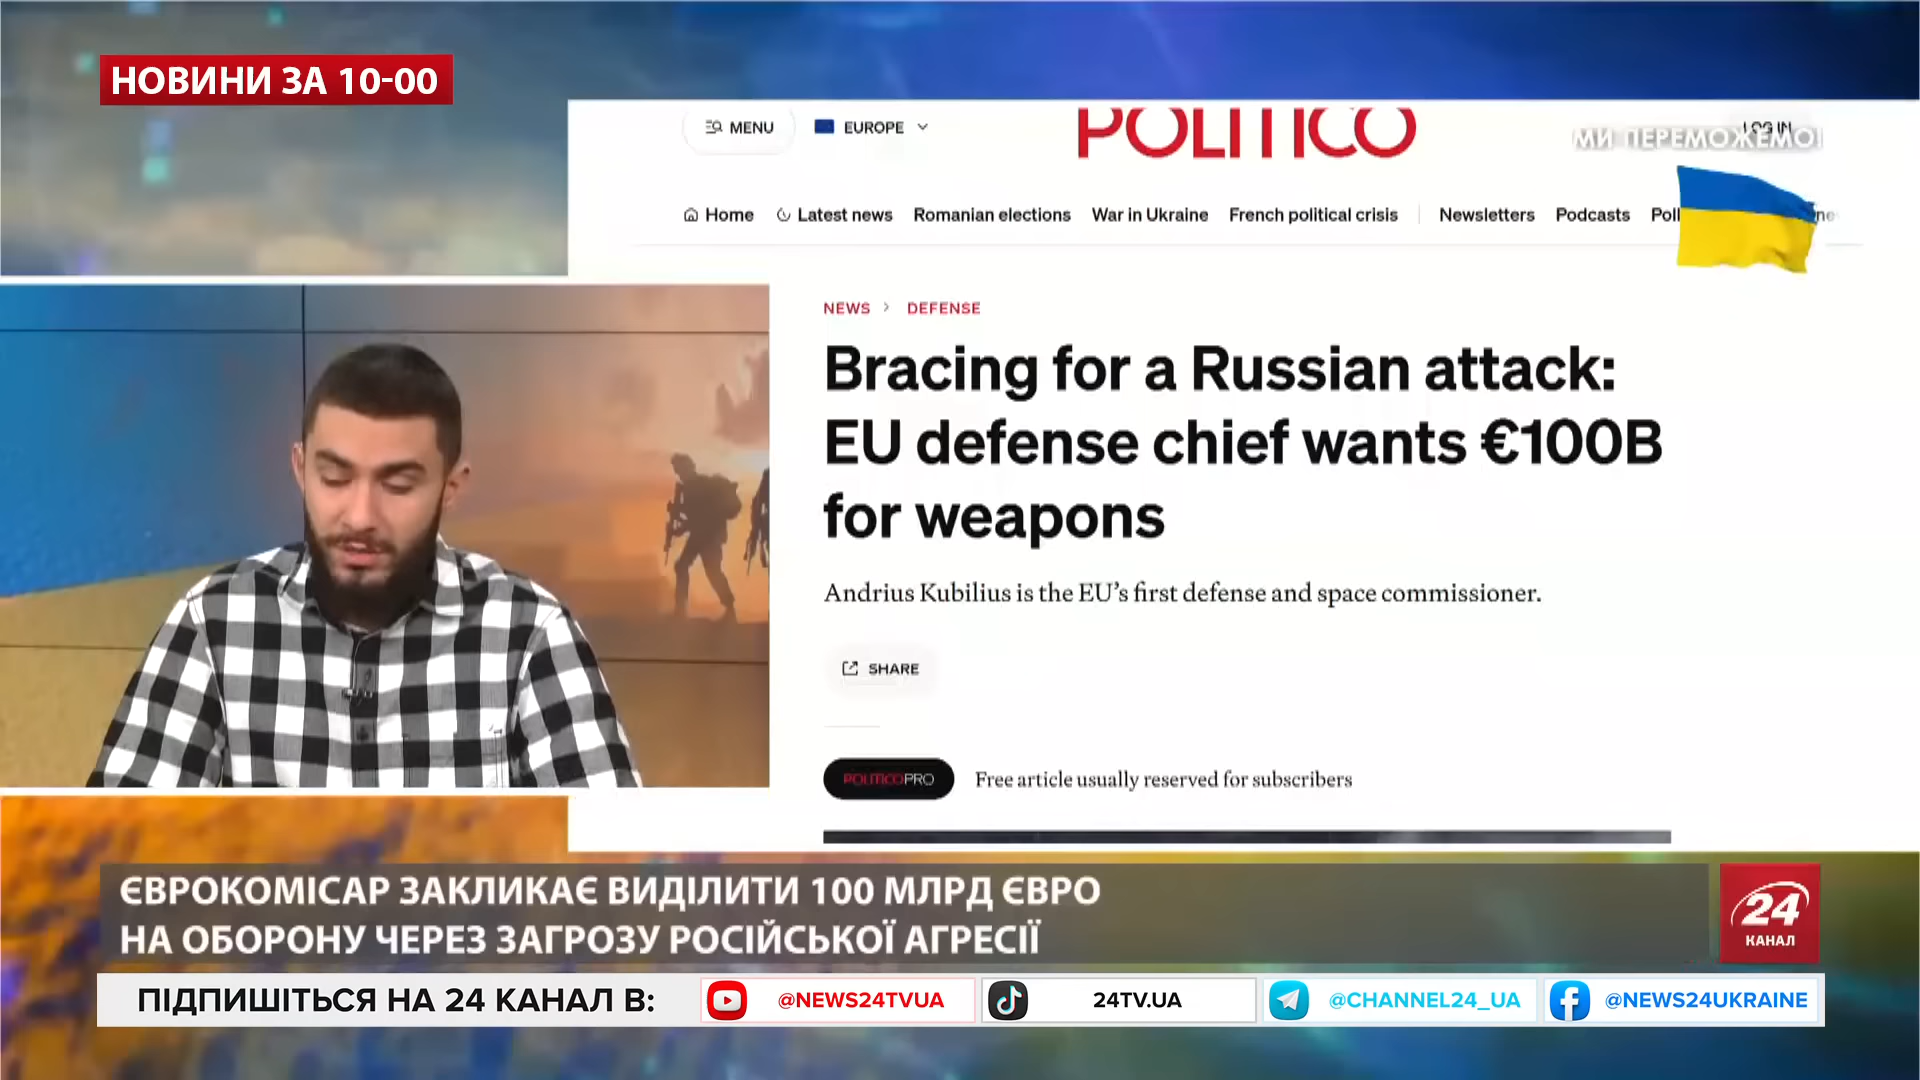 НОВИНИ ЗА 10-00
MENU
EUROPE
POLITICO
LOG IN
МИ ПЕРЕМОЖЕМО!
Home
Latest news
Romanian elections
War in Ukraine
French political crisis
Newsletters
Podcasts
NEWS > DEFENSE
Bracing for a Russian attack:
EU defense chief wants €100B
for weapons
Andrius Kubilius is the EU’s first defense and space commissioner.
SHARE
POLITICOPRO
Free article usually reserved for subscribers
ЄВРОКОМІСАР ЗАКЛИКАЄ ВИДІЛИТИ 100 МЛРД ЄВРО
НА ОБОРОНУ ЧЕРЕЗ ЗАГРОЗУ РОСІЙСЬКОЇ АГРЕСІЇ
24
КАНАЛ
ПІДПИШІТЬСЯ НА 24 КАНАЛ В:
@NEWS24TVUA
24TV.UA
@CHANNEL24_UA
@NEWS24UKRAINE